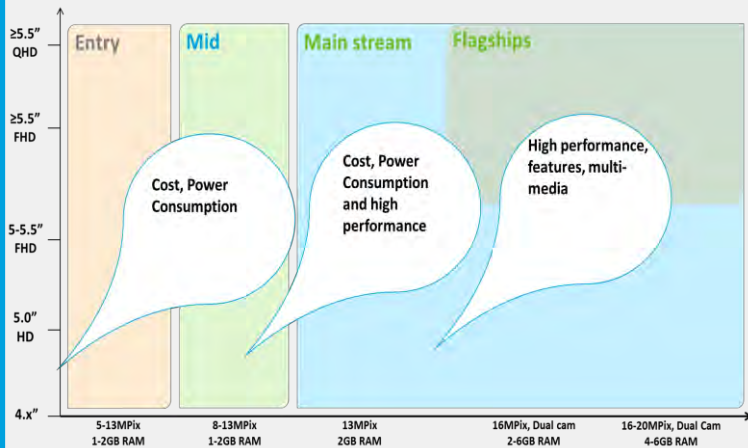 ≥5.5”
QHD
≥5.5”
FHD
5-5.5”
FHD
5.0”
HD
4.x”
Entry
Mid
Main stream
Flagships
Cost, Power
Consumption
Cost, Power
Consumption
and high
performance
High performance,
features, multi-
media
5-13MPix
1-2GB RAM
8-13MPix
1-2GB RAM
13MPix
2GB RAM
16MPix, Dual cam
2-6GB RAM
16-20MPix, Dual Cam
4-6GB RAM